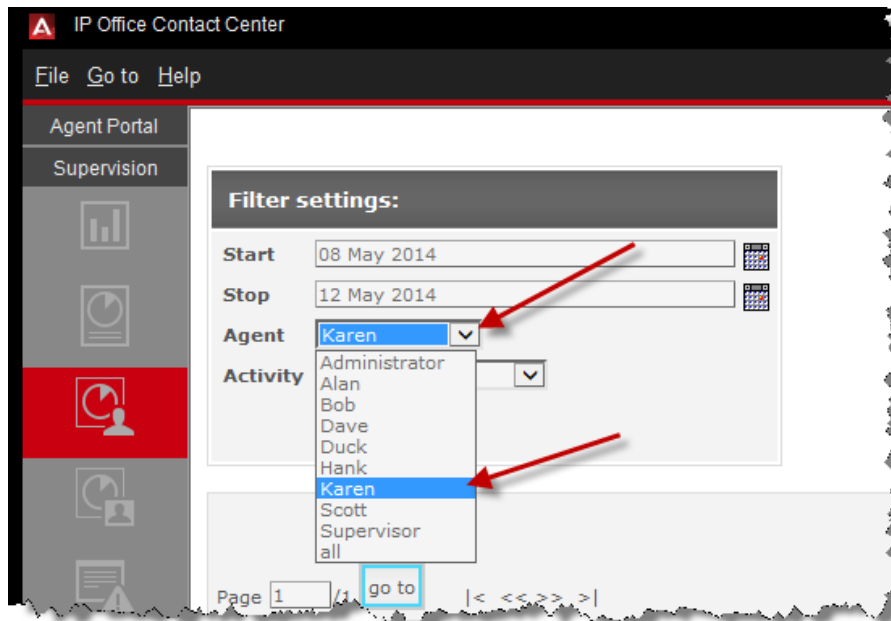 IP Office Contact Center
File Go to Help
Agent Portal
Supervision
Filter settings:
Start 08 May 2014
Stop 12 May 2014
Agent Karen
Activity
Administrator
Alan
Bob
Dave
Duck
Hank
Karen
Scott
Supervisor
all
Page 1 /1 go to |< << >> >|